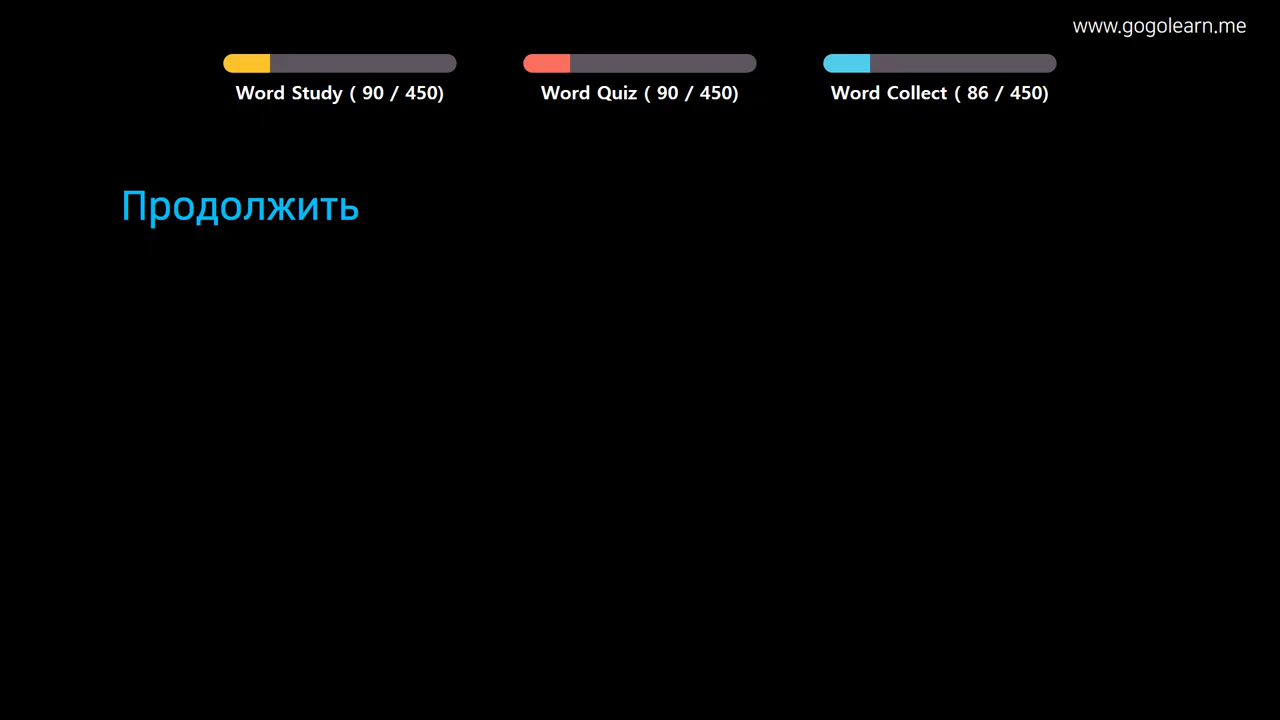 www.gogolearn.me
Word Study ( 90 / 450)
Word Quiz ( 90 / 450)
Word Collect ( 86 / 450)
Продолжить